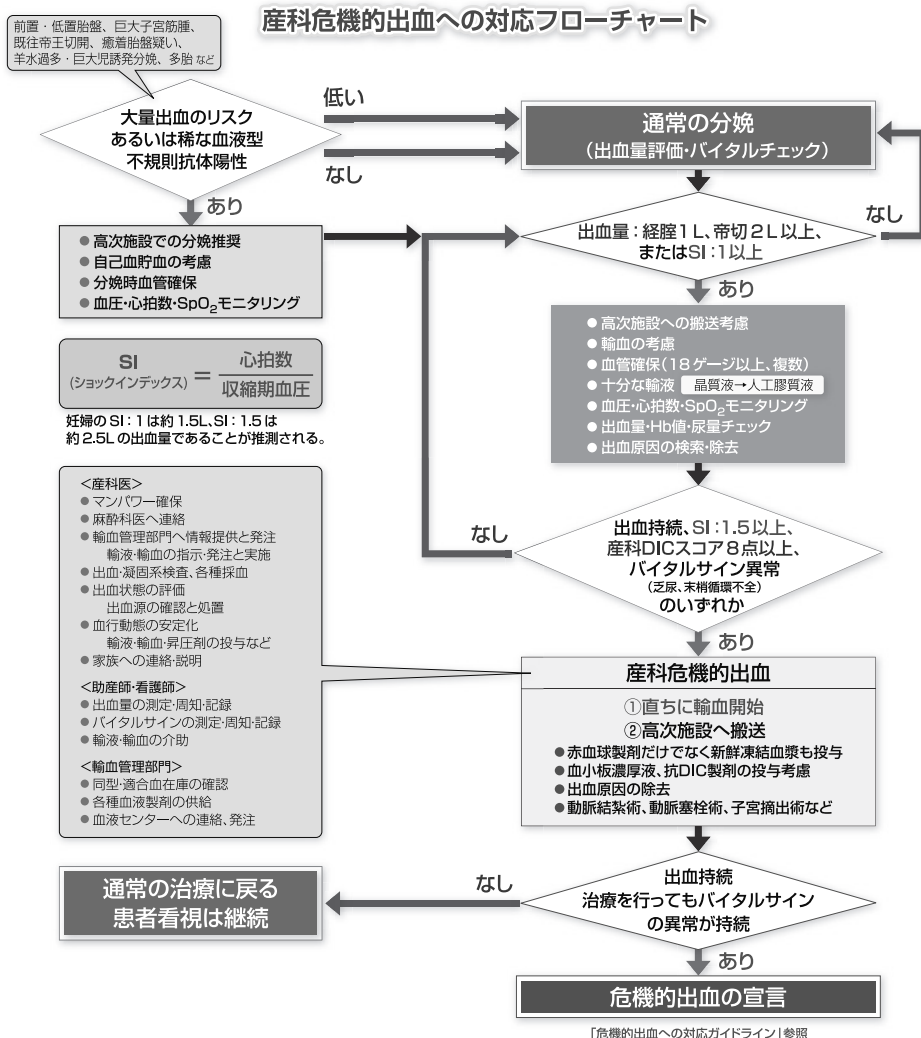 産科危機的出血への対応フローチャート
前置・低置胎盤、巨大子宮筋腫、
既往帝王切開、癒着胎盤疑い、
羊水過多・巨大児誘発分娩、多胎 など
大量出血のリスク
あるいは稀な血液型
不規則抗体陽性
低い
なし
あり
通常の分娩
(出血量評価・バイタルチェック)
● 高次施設での分娩推奨
● 自己血貯血の考慮
● 分娩時血管確保
● 血圧・心拍数・SpO₂モニタリング
出血量：経腟1L、帝切2L以上、
またはSI：1以上
なし
あり
SI
(ショックインデックス)
=
心拍数
収縮期血圧
妊婦のSI：1は約1.5L、SI：1.5は
約2.5Lの出血量であることが推測される。
● 高次施設への搬送考慮
● 輸血の考慮
● 血管確保(18ゲージ以上、複数)
● 十分な輸液 晶質液→人工膠質液
● 血圧・心拍数・SpO₂モニタリング
● 出血量・Hb値・尿量チェック
● 出血原因の検索・除去
なし
出血持続、SI：1.5以上、
産科DICスコア8点以上、
バイタルサイン異常
(乏尿、末梢循環不全)
のいずれか
あり
<産科医>
● マンパワー確保
● 麻酔科医へ連絡
● 輸血管理部門へ情報提供と発注
輸液・輸血の指示・発注と実施
● 出血・凝固系検査、各種採血
● 出血状態の評価
出血源の確認と処置
● 血行動態の安定化
輸液・輸血・昇圧剤の投与など
● 家族への連絡・説明
<助産師・看護師>
● 出血量の測定・周知・記録
● バイタルサインの測定・周知・記録
● 輸液・輸血の介助
<輸血管理部門>
● 同型・適合血在庫の確認
● 各種血液製剤の供給
● 血液センターへの連絡、発注
産科危機的出血
①直ちに輸血開始
②高次施設へ搬送
●赤血球製剤だけでなく新鮮凍結血漿も投与
●血小板濃厚液、抗DIC製剤の投与考慮
●出血原因の除去
●動脈結紮術、動脈塞栓術、子宮摘出術など
通常の治療に戻る
患者看視は継続
なし
出血持続
治療を行ってもバイタルサイン
の異常が持続
あり
危機的出血の宣言
「危機的出血への対応ガイドライン」参照